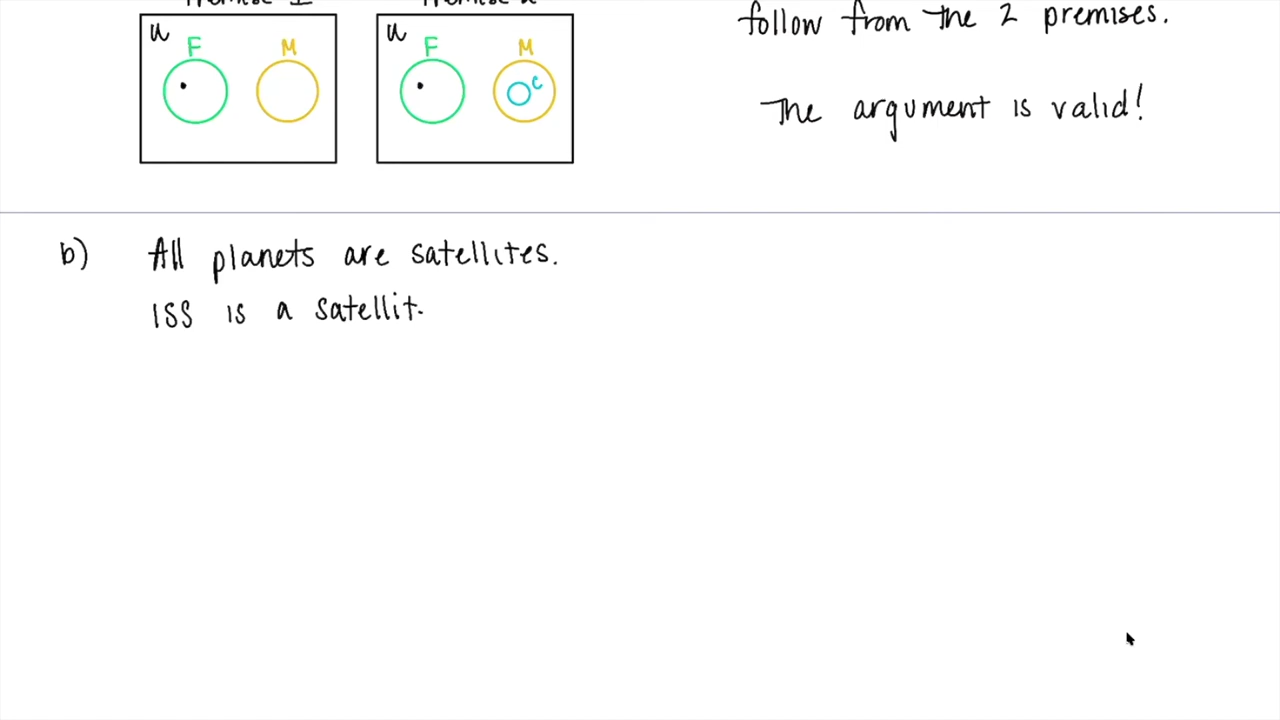 follow from the 2 premises.
U
F
M
U
F
M
C
The argument is valid!
b) All planets are satellites.
ISS is a satellit.